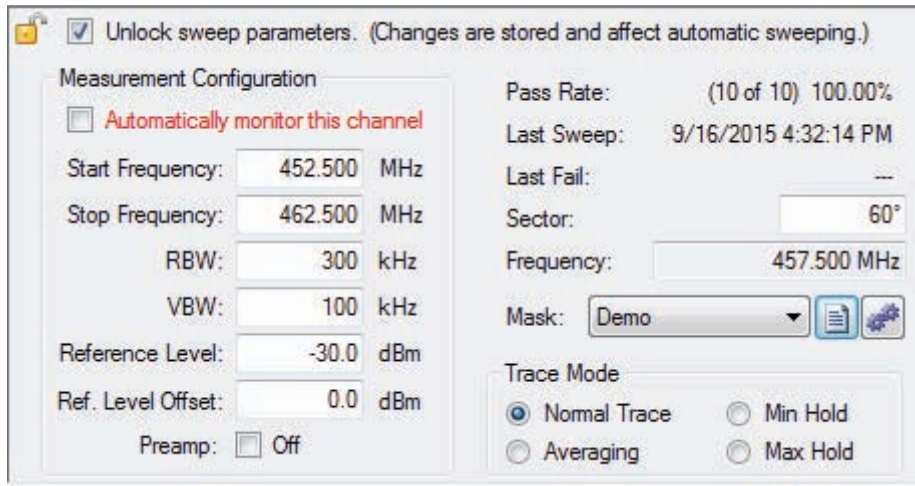 Unlock sweep parameters. (Changes are stored and affect automatic sweeping.)
Measurement Configuration
Automatically monitor this channel
Start Frequency: 452.500 MHz
Stop Frequency: 462.500 MHz
RBW: 300 kHz
VBW: 100 kHz
Reference Level: -30.0 dBm
Ref. Level Offset: 0.0 dBm
Preamp: Off
Pass Rate: (10 of 10) 100.00%
Last Sweep: 9/16/2015 4:32:14 PM
Last Fail: ---
Sector: 60°
Frequency: 457.500 MHz
Mask: Demo
Trace Mode
Normal Trace Min Hold
Averaging Max Hold